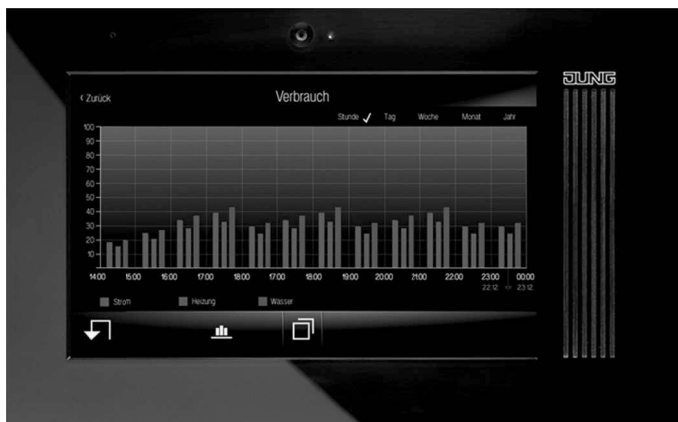 JUNG
‹ Zurück
Verbrauch
Stunde Tag Woche Monat Jahr
100
90
80
70
60
50
40
30
20
10
14:00 15:00 16:00 17:00 18:00 17:00 18:00 19:00 20:00 21:00 22:00 23:00 00:00
22.12. 23.12.
Strom Heizung Wasser